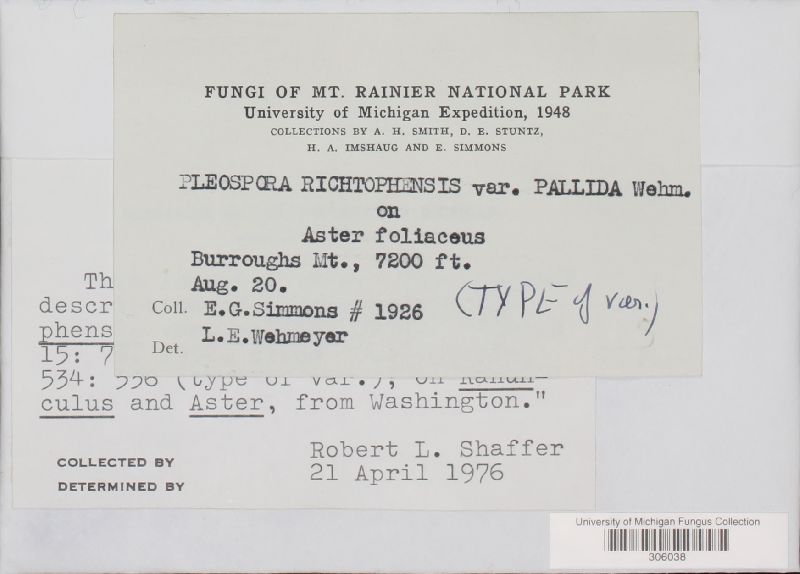 FUNGI OF MT. RAINIER NATIONAL PARK
University of Michigan Expedition, 1948
COLLECTIONS BY A. H. SMITH, D. E. STUNTZ,
H. A. IMSHAUG AND E. SIMMONS
PLEOSPORA RICHTOPHENSIS var. PALLIDA Wehm.
on
Aster foliaceus
Burroughs Mt., 7200 ft.
Aug. 20.
Coll. E.G.Simmons # 1926
(TYPE of var.)
Det. L.E.Wehmeyer
Th
descr
phens
15: 7
534: 556 (type of var.), on Ranun-
culus and Aster, from Washington."
Robert L. Shaffer
COLLECTED BY
21 April 1976
DETERMINED BY
University of Michigan Fungus Collection
306038